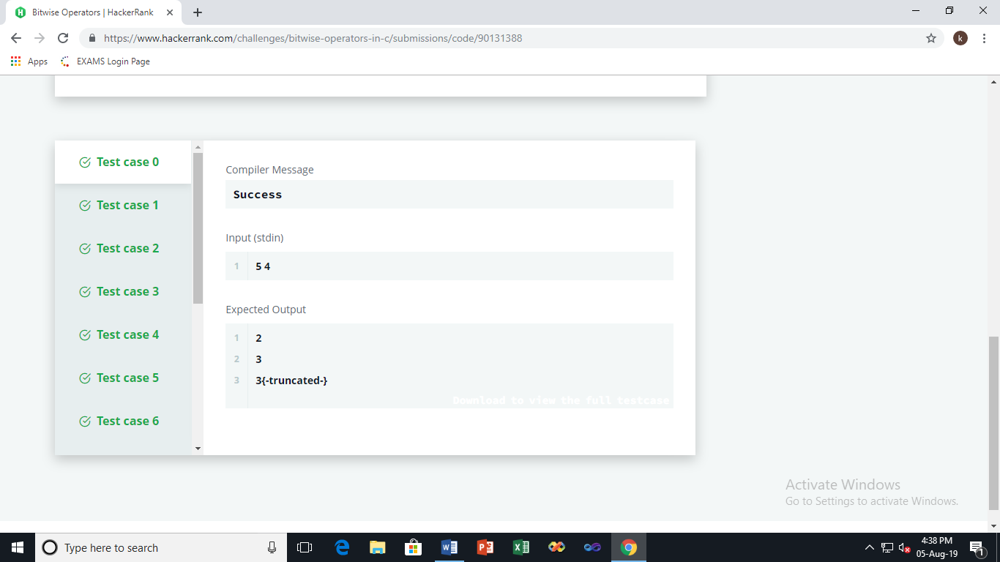 Bitwise Operators | HackerRank
https://www.hackerrank.com/challenges/bitwise-operators-in-c/submissions/code/90131388
k
Apps
EXAMS Login Page
Test case 0
Test case 1
Test case 2
Test case 3
Test case 4
Test case 5
Test case 6
Compiler Message
Success
Input (stdin)
1 5 4
Expected Output
1 2
2 3
3 3{-truncated-}
Download to view the full testcase
Activate Windows
Go to Settings to activate Windows.
Type here to search
4:38 PM
05-Aug-19
1